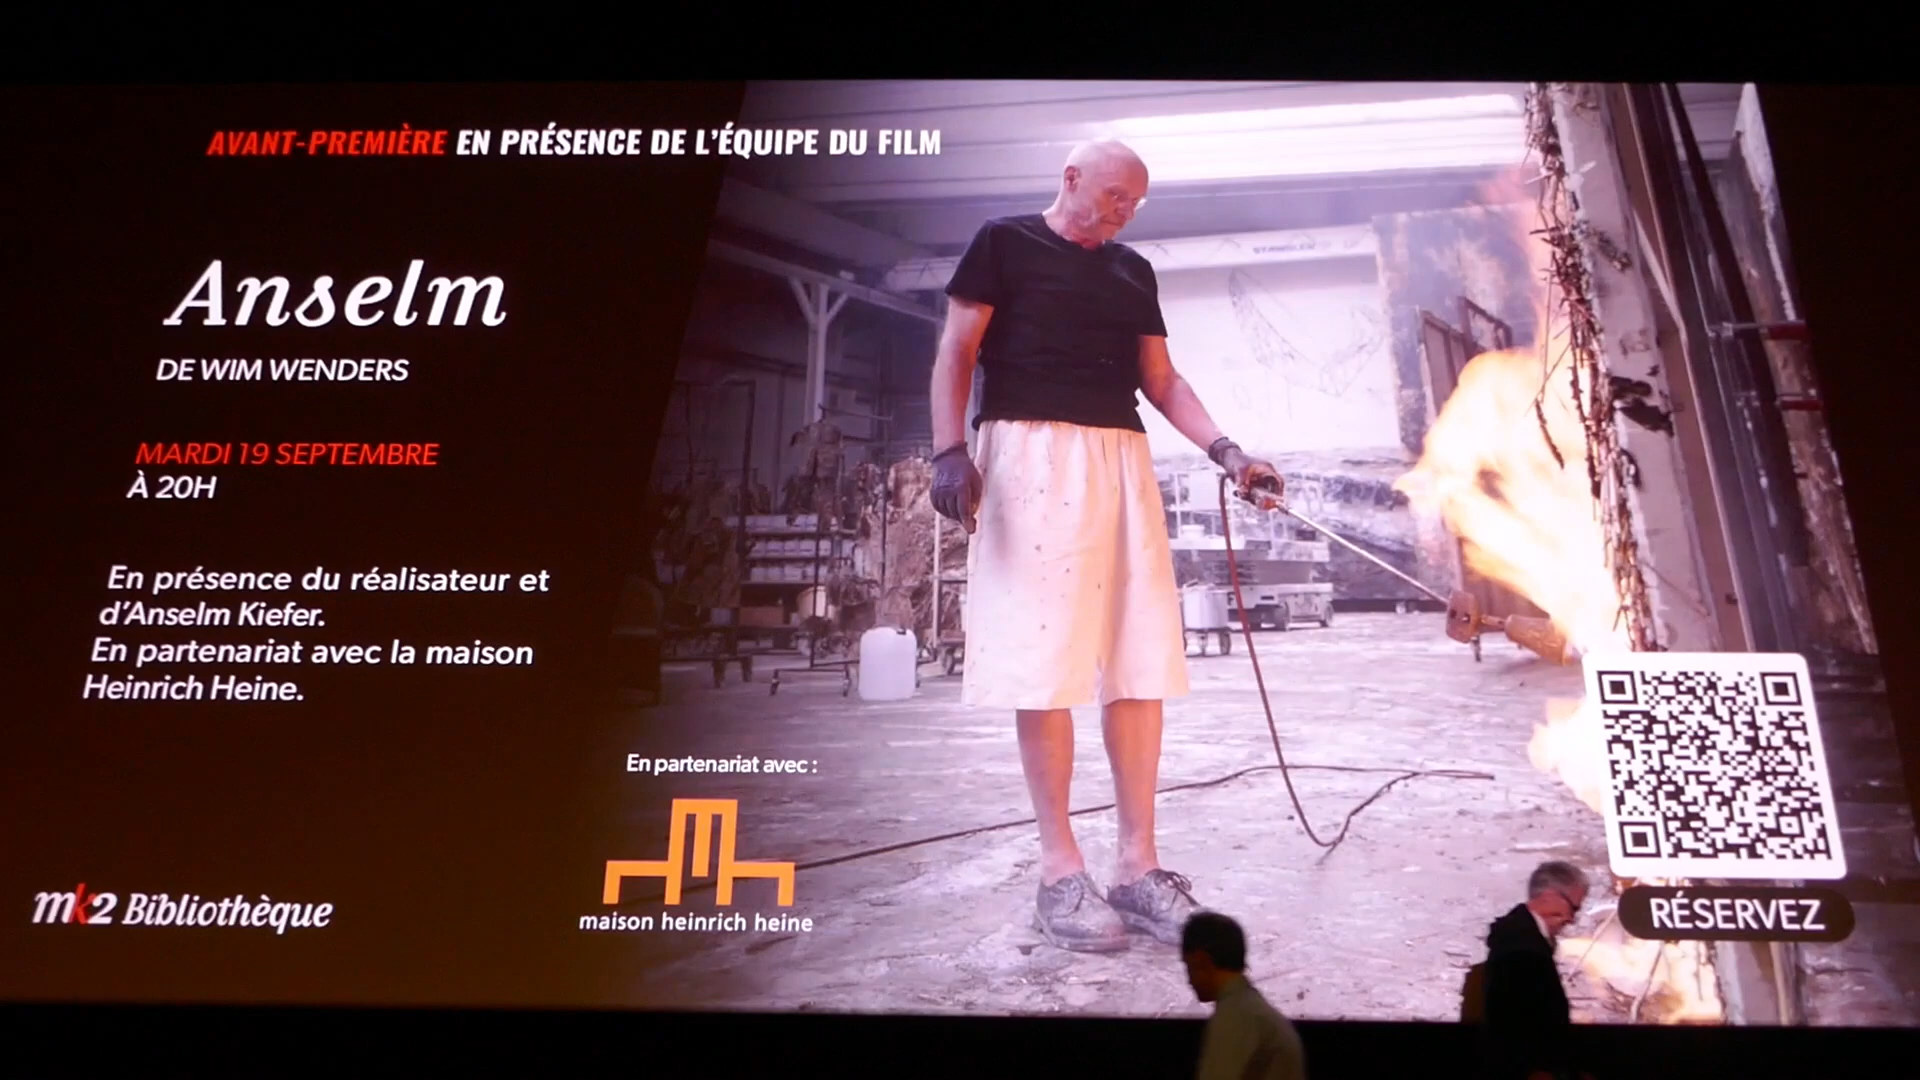 AVANT-PREMIÈRE EN PRÉSENCE DE L'ÉQUIPE DU FILM
Anselm
DE WIM WENDERS
MARDI 19 SEPTEMBRE
À 20H
En présence du réalisateur et
d'Anselm Kiefer.
En partenariat avec la maison
Heinrich Heine.
En partenariat avec :
mh
maison heinrich heine
mk2 Bibliothèque
RÉSERVEZ